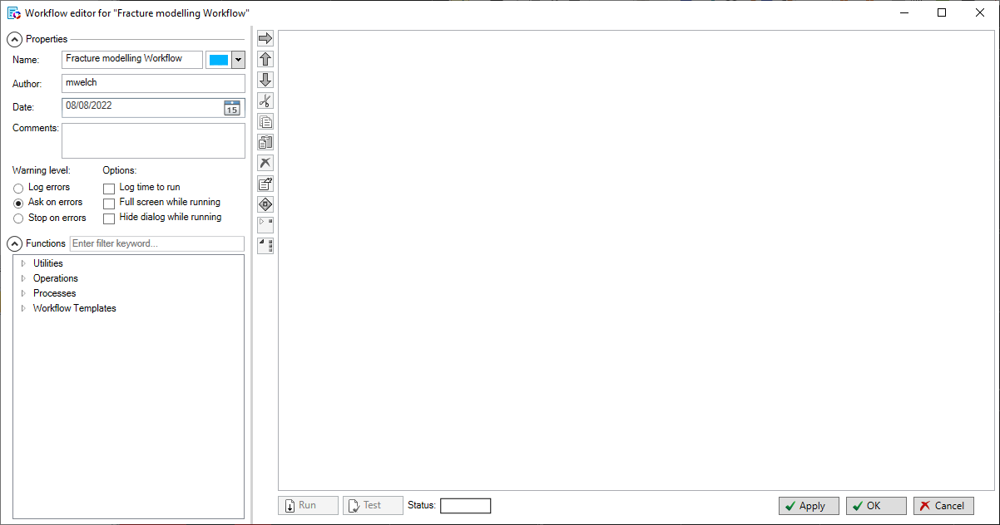 Workflow editor for "Fracture modelling Workflow"
Properties
Name: Fracture modelling Workflow
Author: mwelch
Date: 08/08/2022 15
Comments:
Warning level: Options:
Log errors Log time to run
Ask on errors Full screen while running
Stop on errors Hide dialog while running
Functions Enter filter keyword...
Utilities
Operations
Processes
Workflow Templates
Run Test Status: Apply OK Cancel